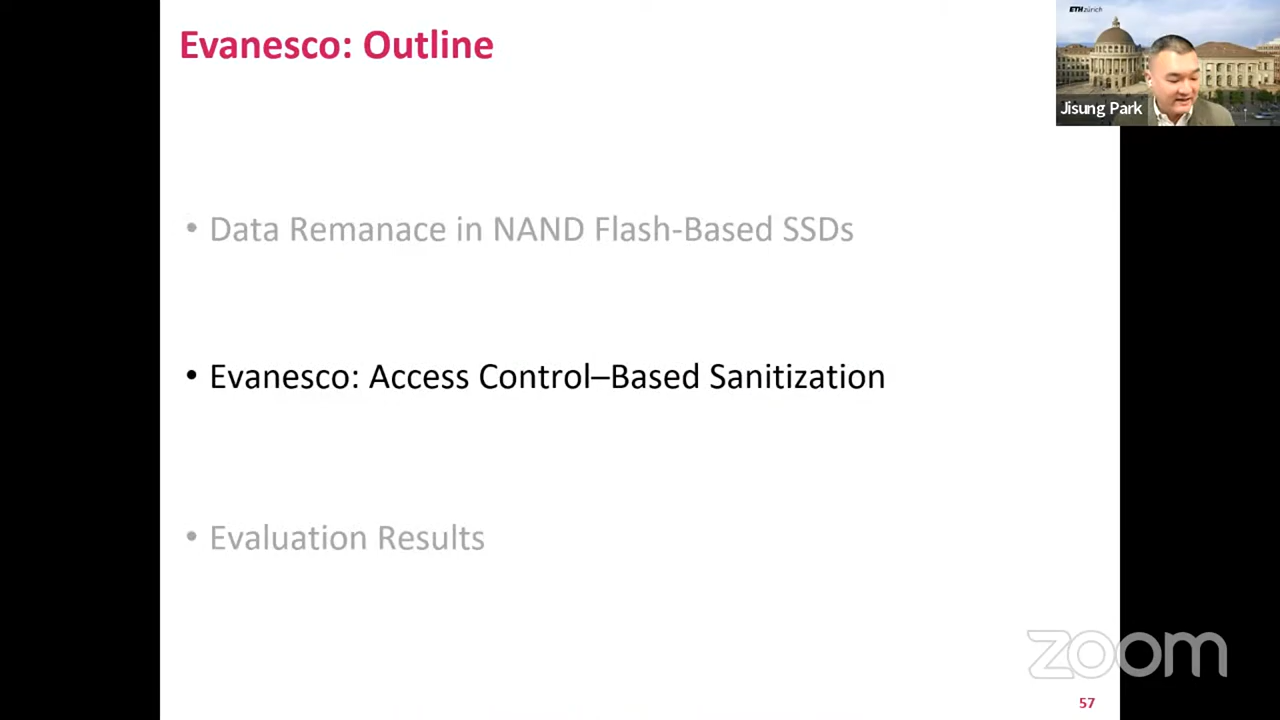 Evanesco: Outline
ETH zürich
Jisung Park
• Data Remanace in NAND Flash-Based SSDs
• Evanesco: Access Control–Based Sanitization
• Evaluation Results
zoom
57